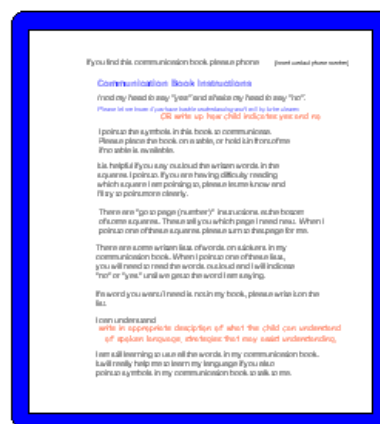 If you find this communication book please phone [insert contact phone number]
Communication Book Instructions
I nod my head to say "yes" and shake my head to say "no".
Please let me know if you have trouble understanding and I will try to be clearer.
OR write up how child indicates yes and no
I point to the symbols in this book to communicate.
Please place the book on a table, or hold it in front of me
if no table is available.
It is helpful if you say out loud the written words in the
squares I point to. If you are having difficulty reading
which square I am pointing to, please let me know and
I'll try to point more clearly.
There are "go to page (number)" instructions at the bottom
of some squares. These tell you which page I need next. When I
point to one of these squares please turn to this page for me.
There are some written lists of words on stickers in my
communication book. When I point to one of these lists,
you will need to read the words out loud and I will indicate
"no" or "yes" until we get to the word I am saying.
If a word you want / need is not in my book, please write it on the
list.
I can understand
write in appropriate description of what the child can understand
of spoken language, strategies that may assist understanding,
I am still learning to use all the words in my communication book.
It will really help me to learn my language if you also
point to symbols in my communication book to talk to me.